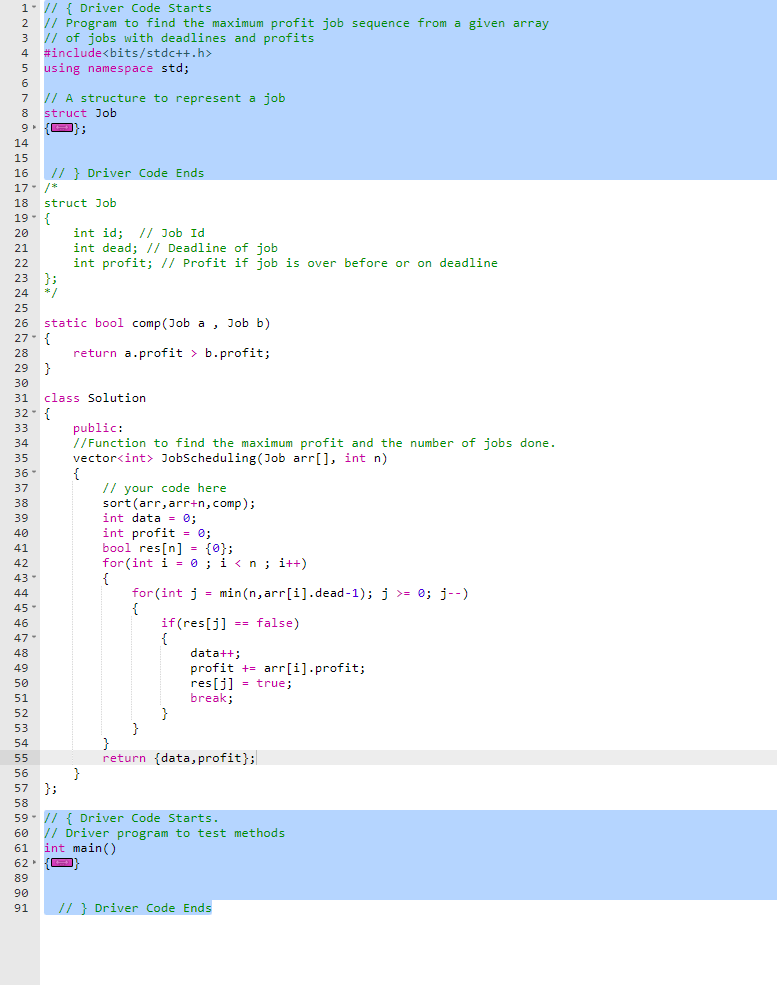 1 // { Driver Code Starts
2 // Program to find the maximum profit job sequence from a given array
3 // of jobs with deadlines and profits
4 #include<bits/stdc++.h>
5 using namespace std;
6
7 // A structure to represent a job
8 struct Job
9 {};
14
15
16  // } Driver Code Ends
17 /*
18 struct Job
19 {
20     int id;  // Job Id
21     int dead; // Deadline of job
22     int profit; // Profit if job is over before or on deadline
23 };
24 */
25
26 static bool comp(Job a , Job b)
27 {
28     return a.profit > b.profit;
29 }
30
31 class Solution
32 {
33     public:
34     //Function to find the maximum profit and the number of jobs done.
35     vector<int> JobScheduling(Job arr[], int n)
36     {
37         // your code here
38         sort(arr,arr+n,comp);
39         int data = 0;
40         int profit = 0;
41         bool res[n] = {0};
42         for(int i = 0 ; i < n ; i++)
43         {
44             for(int j = min(n,arr[i].dead-1); j >= 0; j--)
45             {
46                 if(res[j] == false)
47                 {
48                     data++;
49                     profit += arr[i].profit;
50                     res[j] = true;
51                     break;
52                 }
53             }
54         }
55         return {data,profit};
56     }
57 };
58
59 // { Driver Code Starts.
60 // Driver program to test methods
61 int main()
62 {}
89
90
91   // } Driver Code Ends